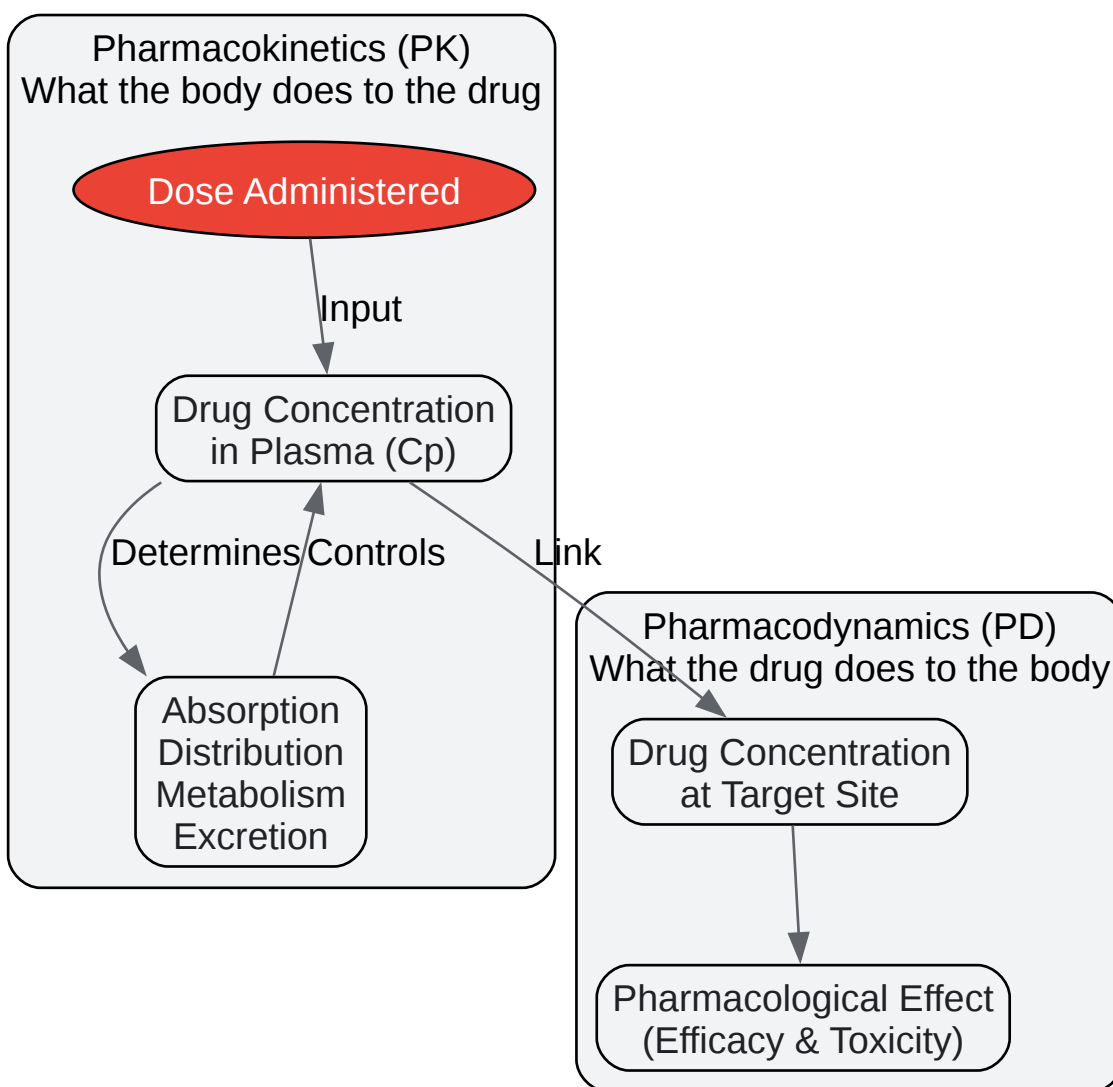 Pharmacokinetics (PK)
What the body does to the drug
Dose Administered
Input
Drug Concentration
in Plasma (Cp)
Determines
Controls
Link
Absorption
Distribution
Metabolism
Excretion
Pharmacodynamics (PD)
What the drug does to the body
Drug Concentration
at Target Site
Pharmacological Effect
(Efficacy & Toxicity)